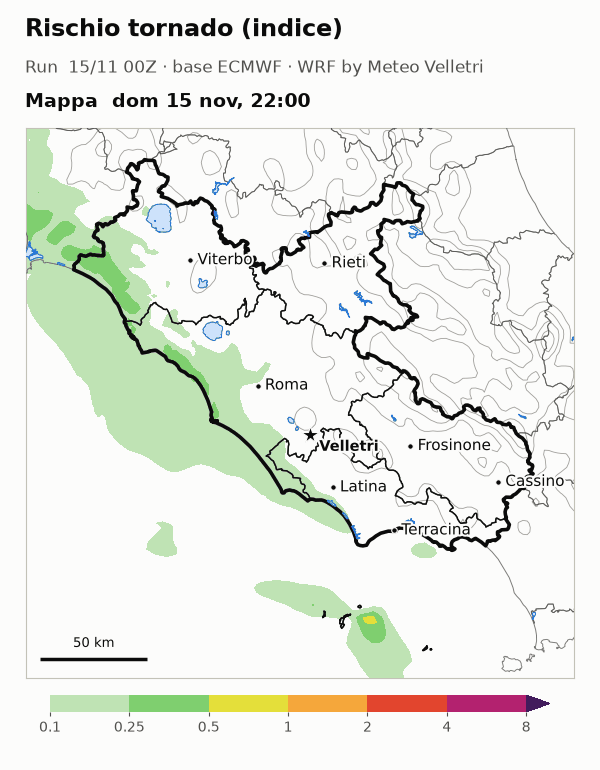 Rischio tornado (indice)
Run  15/11 00Z · base ECMWF · WRF by Meteo Velletri
Mappa  dom 15 nov, 22:00
Viterbo
Rieti
Roma
Velletri
Frosinone
Latina
Cassino
Terracina
50 km
0.1 0.25 0.5 1 2 4 8